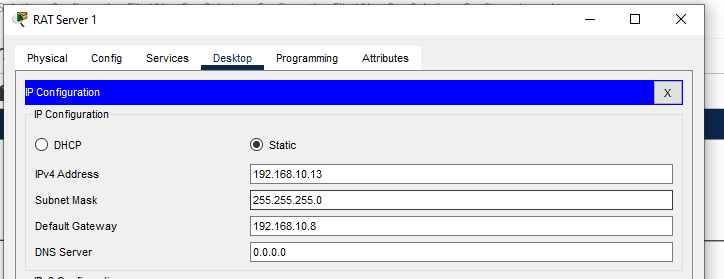 RAT Server 1
Physical Config Services Desktop Programming Attributes
IP Configuration X
IP Configuration
DHCP Static
IPv4 Address 192.168.10.13
Subnet Mask 255.255.255.0
Default Gateway 192.168.10.8
DNS Server 0.0.0.0